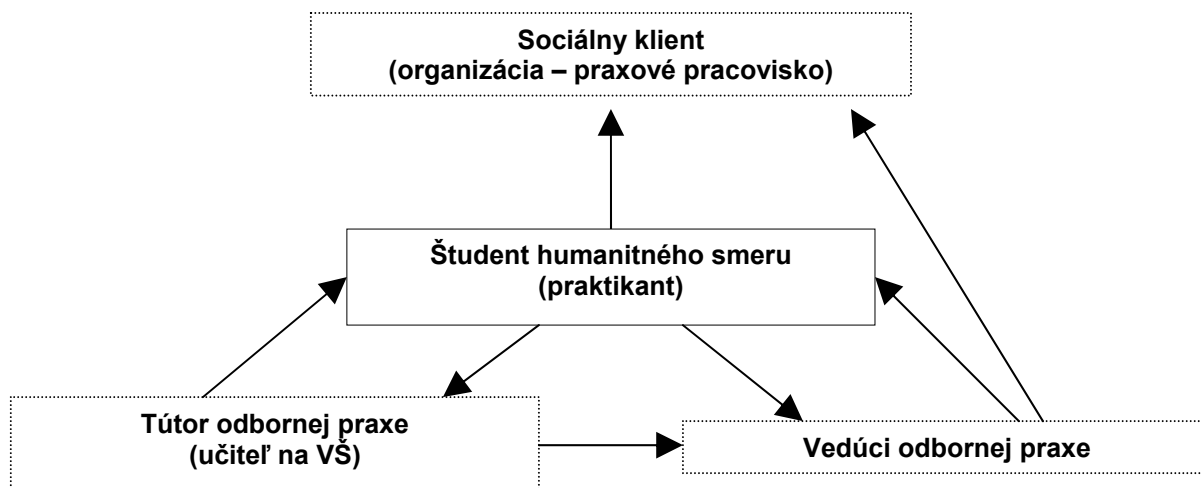 Sociálny klient
(organizácia – praxové pracovisko)
Študent humanitného smeru
(praktikant)
Tútor odbornej praxe
(učiteľ na VŠ)
Vedúci odbornej praxe